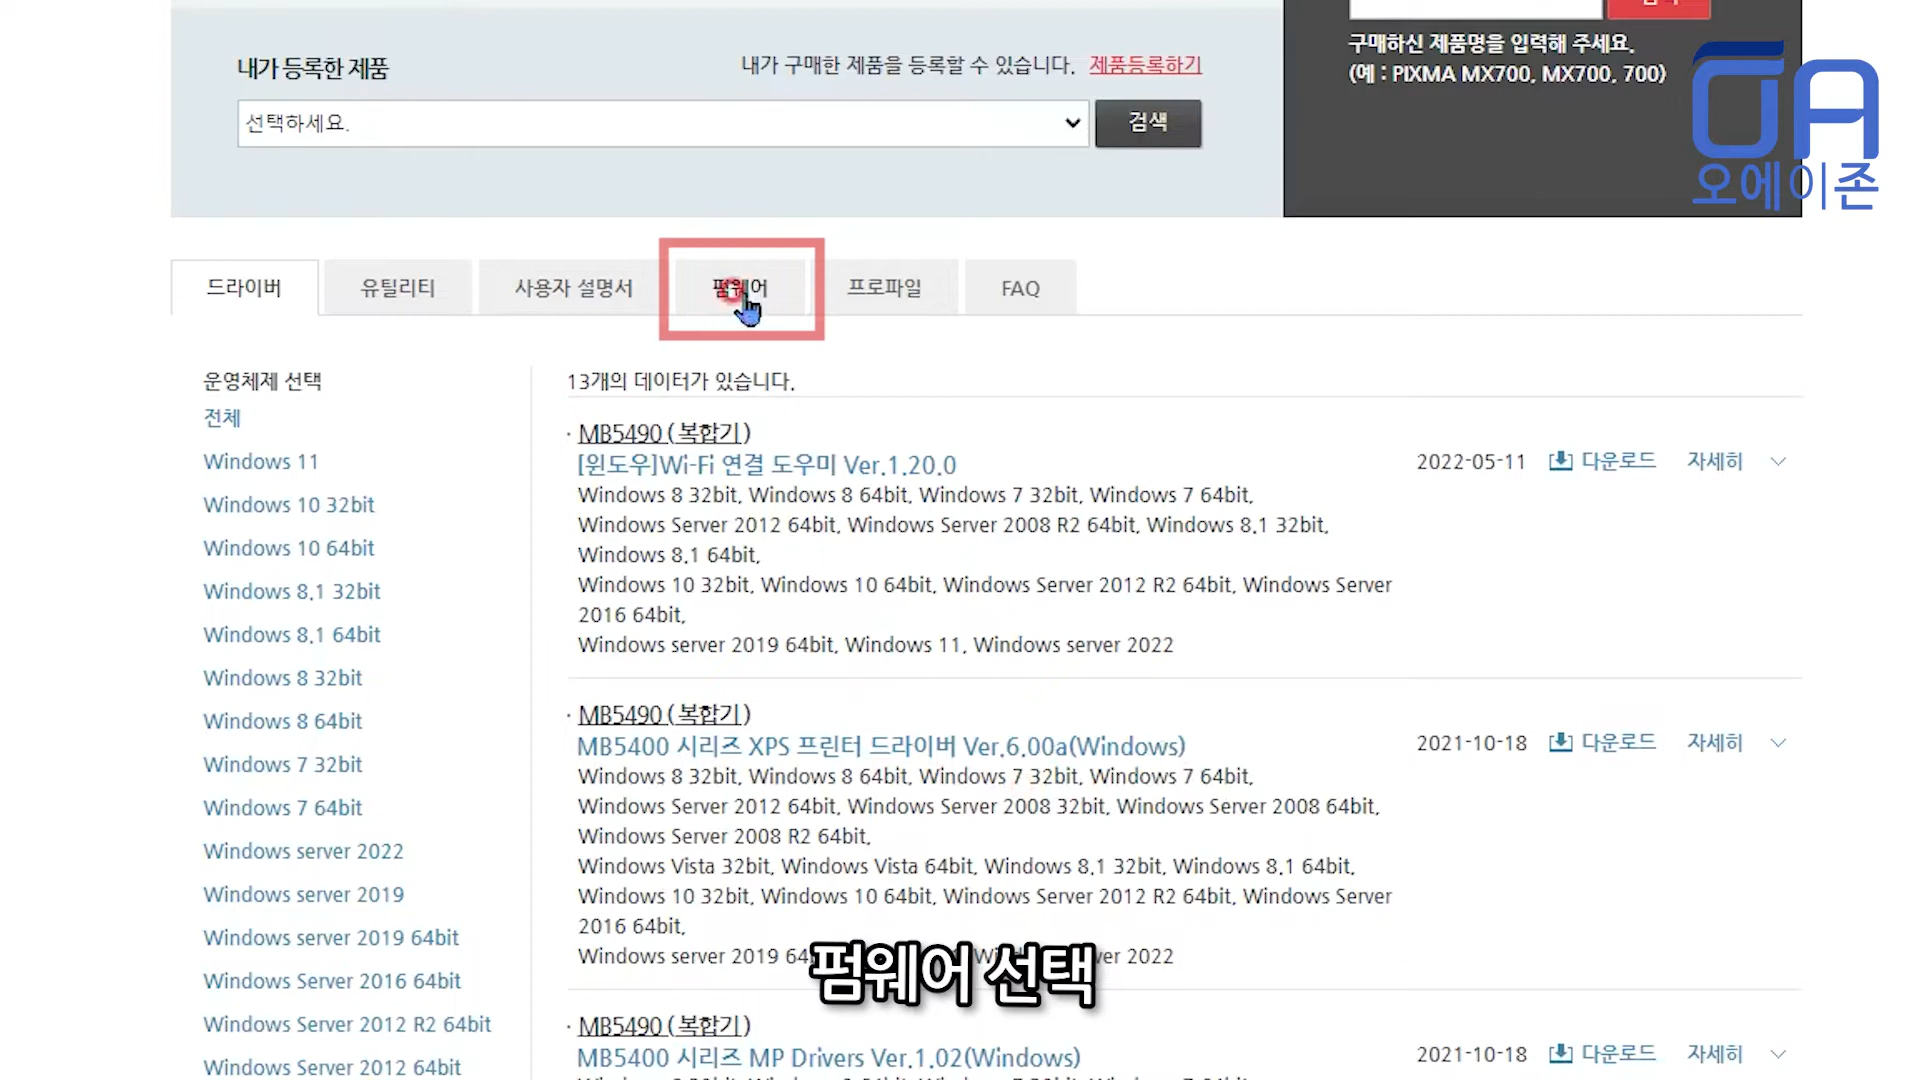 검색
구매하신 제품명을 입력해 주세요.
(예 : PIXMA MX700, MX700, 700)
오에이존
내가 등록한 제품
내가 구매한 제품을 등록할 수 있습니다. 제품등록하기
선택하세요.
검색
드라이버
유틸리티
사용자 설명서
펌웨어
프로파일
FAQ
운영체제 선택
전체
Windows 11
Windows 10 32bit
Windows 10 64bit
Windows 8.1 32bit
Windows 8.1 64bit
Windows 8 32bit
Windows 8 64bit
Windows 7 32bit
Windows 7 64bit
Windows server 2022
Windows server 2019
Windows server 2019 64bit
Windows Server 2016 64bit
Windows Server 2012 R2 64bit
Windows Server 2012 64bit
13개의 데이터가 있습니다.
· MB5490 (복합기)
[윈도우]Wi-Fi 연결 도우미 Ver.1.20.0
2022-05-11 다운로드 자세히
Windows 8 32bit, Windows 8 64bit, Windows 7 32bit, Windows 7 64bit,
Windows Server 2012 64bit, Windows Server 2008 R2 64bit, Windows 8.1 32bit,
Windows 8.1 64bit,
Windows 10 32bit, Windows 10 64bit, Windows Server 2012 R2 64bit, Windows Server
2016 64bit,
Windows server 2019 64bit, Windows 11, Windows server 2022
· MB5490 (복합기)
MB5400 시리즈 XPS 프린터 드라이버 Ver.6.00a(Windows)
2021-10-18 다운로드 자세히
Windows 8 32bit, Windows 8 64bit, Windows 7 32bit, Windows 7 64bit,
Windows Server 2012 64bit, Windows Server 2008 32bit, Windows Server 2008 64bit,
Windows Server 2008 R2 64bit,
Windows Vista 32bit, Windows Vista 64bit, Windows 8.1 32bit, Windows 8.1 64bit,
Windows 10 32bit, Windows 10 64bit, Windows Server 2012 R2 64bit, Windows Server
2016 64bit,
Windows server 2019 2022
펌웨어 선택
· MB5490 (복합기)
MB5400 시리즈 MP Drivers Ver.1.02(Windows)
2021-10-18 다운로드 자세히